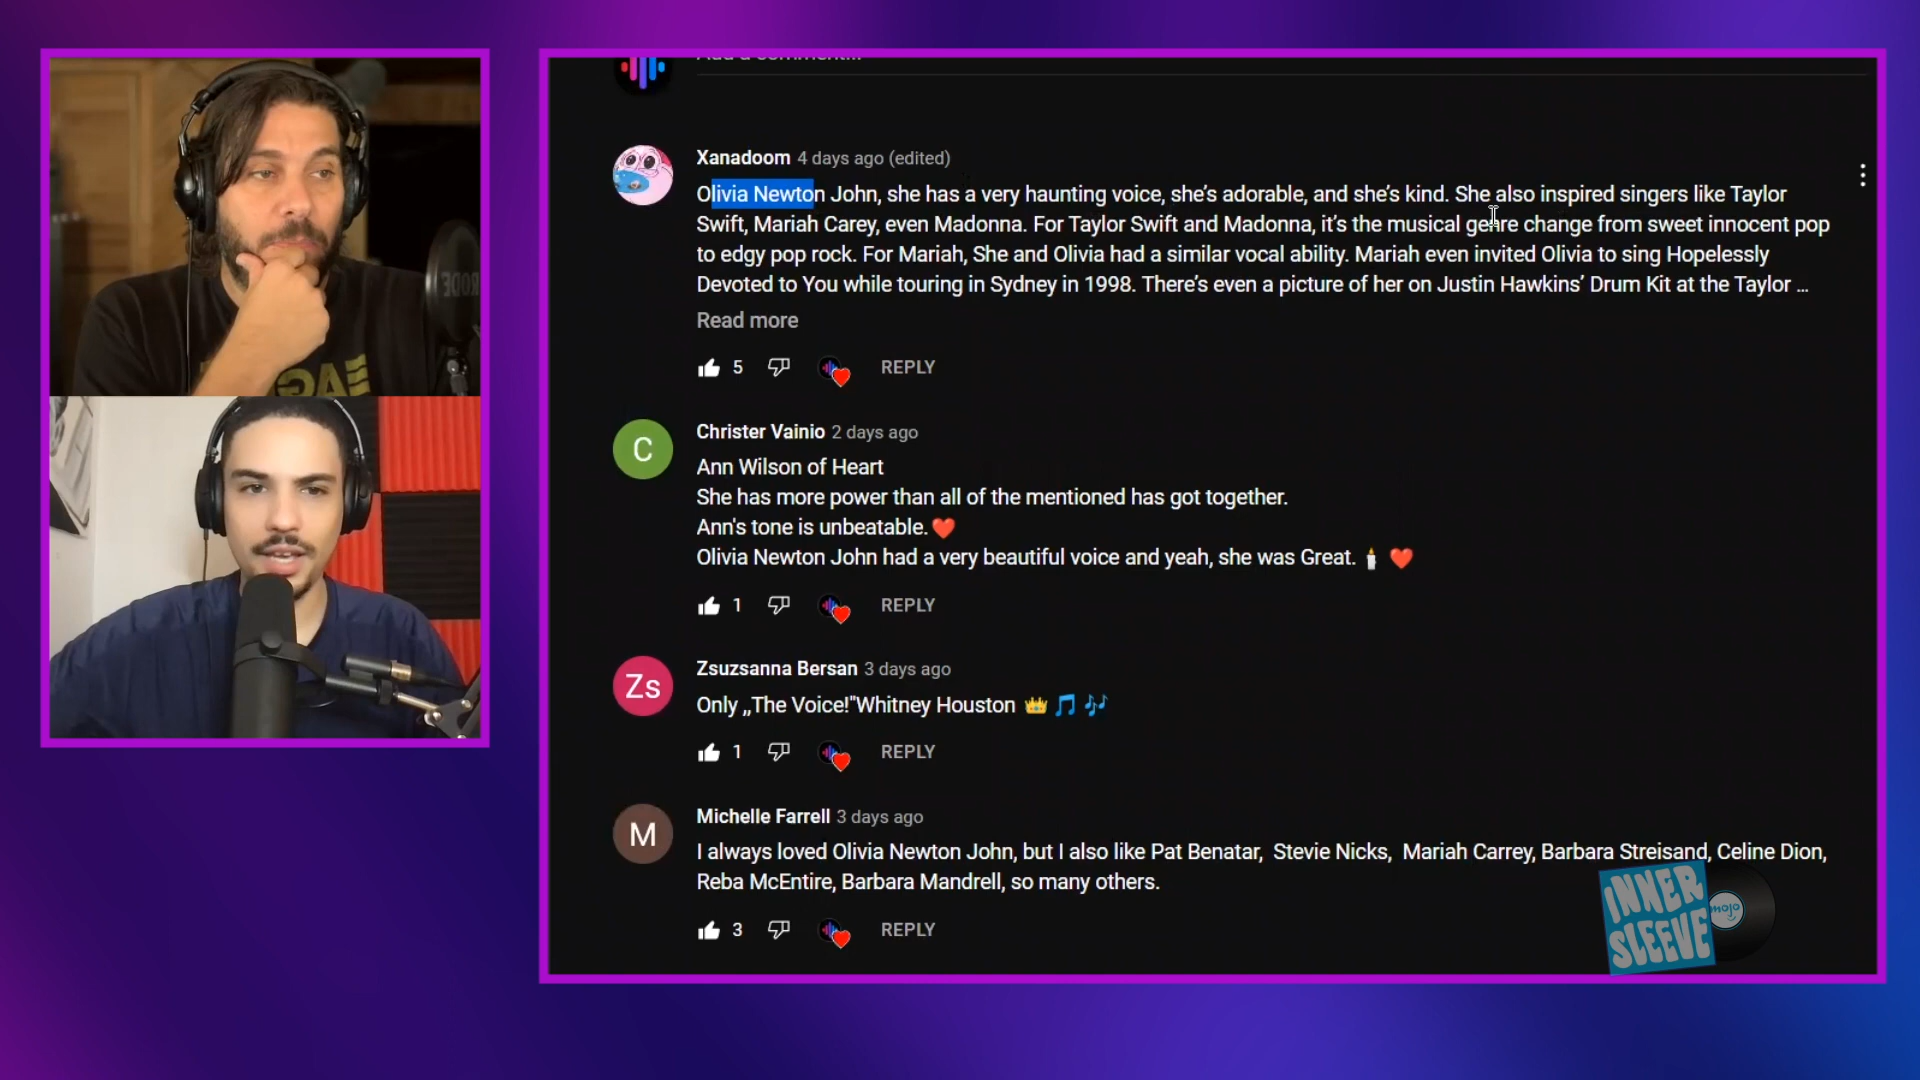 Add a comment...
Xanadoom 4 days ago (edited)
Olivia Newton John, she has a very haunting voice, she's adorable, and she's kind. She also inspired singers like Taylor
Swift, Mariah Carey, even Madonna. For Taylor Swift and Madonna, it's the musical genre change from sweet innocent pop
to edgy pop rock. For Mariah, She and Olivia had a similar vocal ability. Mariah even invited Olivia to sing Hopelessly
Devoted to You while touring in Sydney in 1998. There's even a picture of her on Justin Hawkins' Drum Kit at the Taylor ...
Read more
5 REPLY
C
Christer Vainio 2 days ago
Ann Wilson of Heart
She has more power than all of the mentioned has got together.
Ann's tone is unbeatable.❤️
Olivia Newton John had a very beautiful voice and yeah, she was Great. 🕯️ ❤️
1 REPLY
Zs
Zsuzsanna Bersan 3 days ago
Only ,,The Voice!"Whitney Houston 👑 🎵 🎶
1 REPLY
M
Michelle Farrell 3 days ago
I always loved Olivia Newton John, but I also like Pat Benatar, Stevie Nicks, Mariah Carrey, Barbara Streisand, Celine Dion,
Reba McEntire, Barbara Mandrell, so many others.
3 REPLY
INNER
SLEEVE
mojo
RODE